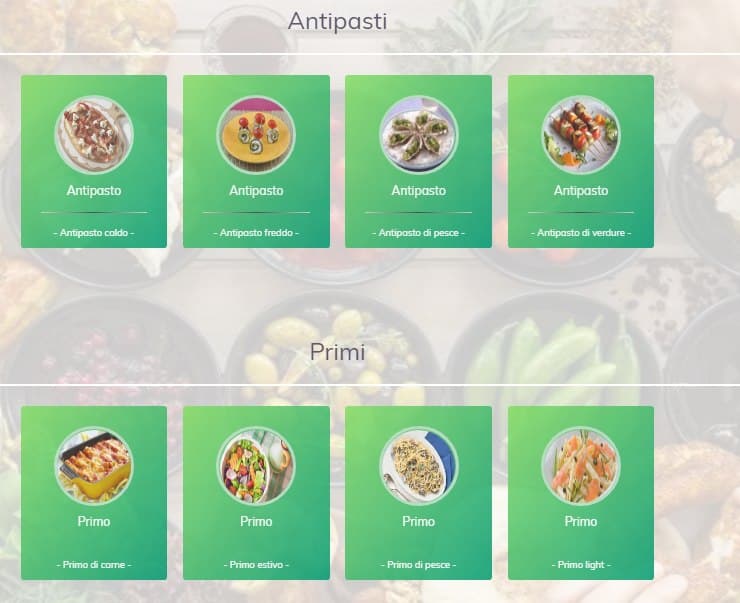 Antipasti
Antipasto
Antipasto
Antipasto
Antipasto
- Antipasto caldo -
- Antipasto freddo -
- Antipasto di pesce -
- Antipasto di verdure -
Primi
Primo
Primo
Primo
Primo
- Primo di carne -
- Primo estivo -
- Primo di pesce -
- Primo light -